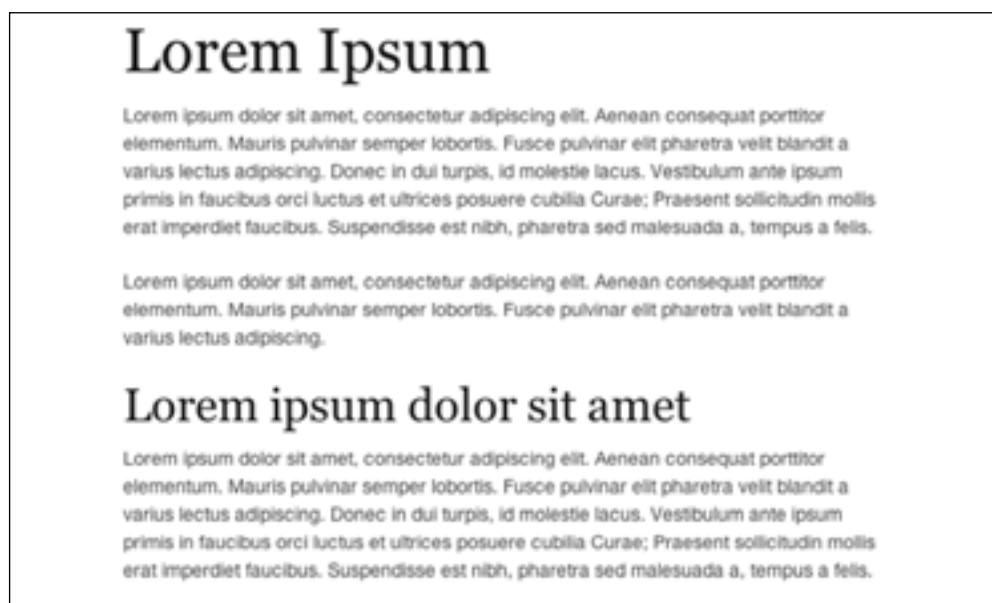 Lorem Ipsum
Lorem ipsum dolor sit amet, consectetur adipiscing elit. Aenean consequat porttitor
elementum. Mauris pulvinar semper lobortis. Fusce pulvinar elit pharetra velit blandit a
varius lectus adipiscing. Donec in dui turpis, id molestie lacus. Vestibulum ante ipsum
primis in faucibus orci luctus et ultrices posuere cubilia Curae; Praesent sollicitudin mollis
erat imperdiet faucibus. Suspendisse est nibh, pharetra sed malesuada a, tempus a felis.
Lorem ipsum dolor sit amet, consectetur adipiscing elit. Aenean consequat porttitor
elementum. Mauris pulvinar semper lobortis. Fusce pulvinar elit pharetra velit blandit a
varius lectus adipiscing.
Lorem ipsum dolor sit amet
Lorem ipsum dolor sit amet, consectetur adipiscing elit. Aenean consequat porttitor
elementum. Mauris pulvinar semper lobortis. Fusce pulvinar elit pharetra velit blandit a
varius lectus adipiscing. Donec in dui turpis, id molestie lacus. Vestibulum ante ipsum
primis in faucibus orci luctus et ultrices posuere cubilia Curae; Praesent sollicitudin mollis
erat imperdiet faucibus. Suspendisse est nibh, pharetra sed malesuada a, tempus a felis.